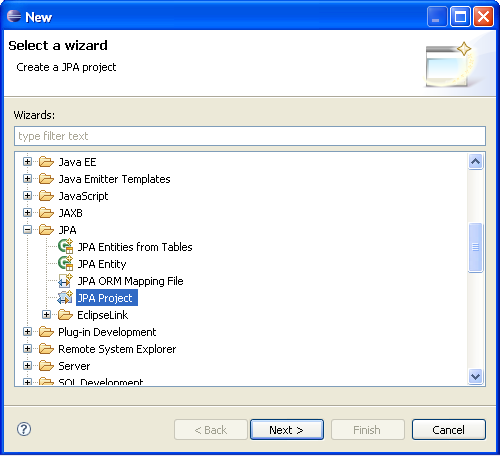 New
Select a wizard
Create a JPA project
Wizards:
type filter text
Java EE
Java Emitter Templates
JavaScript
JAXB
JPA
JPA Entities from Tables
JPA Entity
JPA ORM Mapping File
JPA Project
EclipseLink
Plug-in Development
Remote System Explorer
Server
SQL Development
?
< Back Next > Finish Cancel